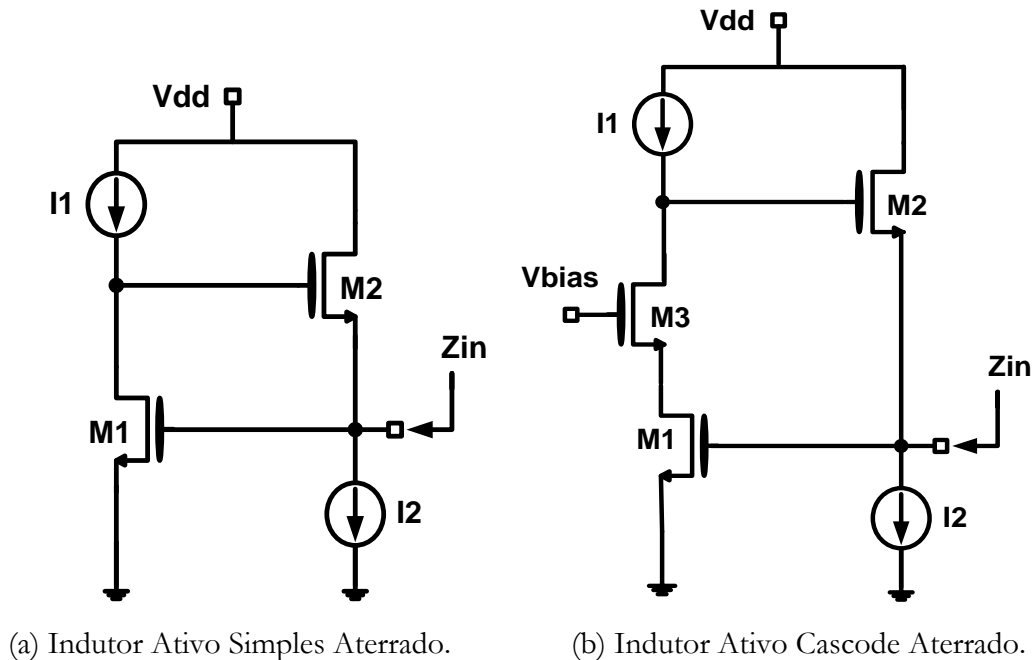 Vdd
I1
M2
Zin
M1
I2
(a) Indutor Ativo Simples Aterrado.
Vdd
I1
M2
Vbias
M3
Zin
M1
I2
(b) Indutor Ativo Cascode Aterrado.